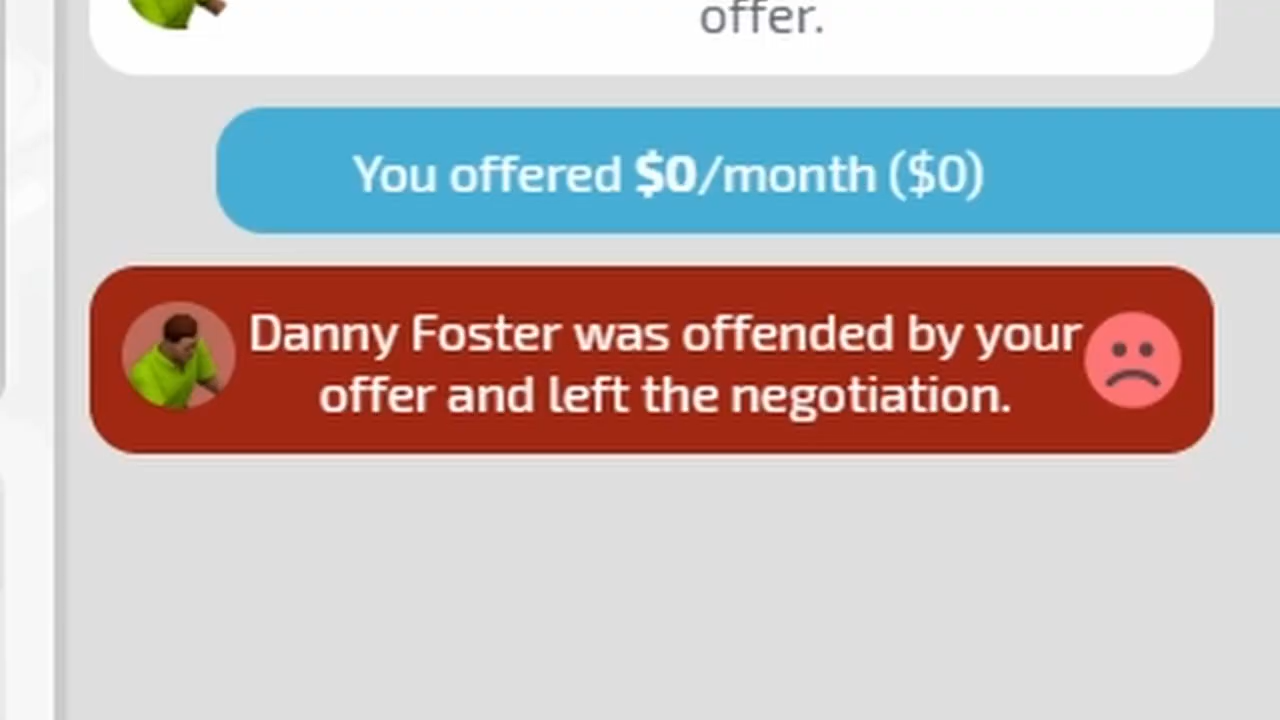 offer.
You offered $0/month ($0)
Danny Foster was offended by your
offer and left the negotiation.